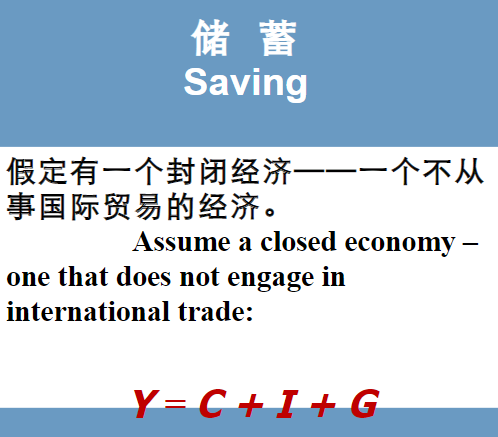 储 蓄
Saving
假定有一个封闭经济——一个不从
事国际贸易的经济。
Assume a closed economy –
one that does not engage in
international trade:
Y = C + I + G